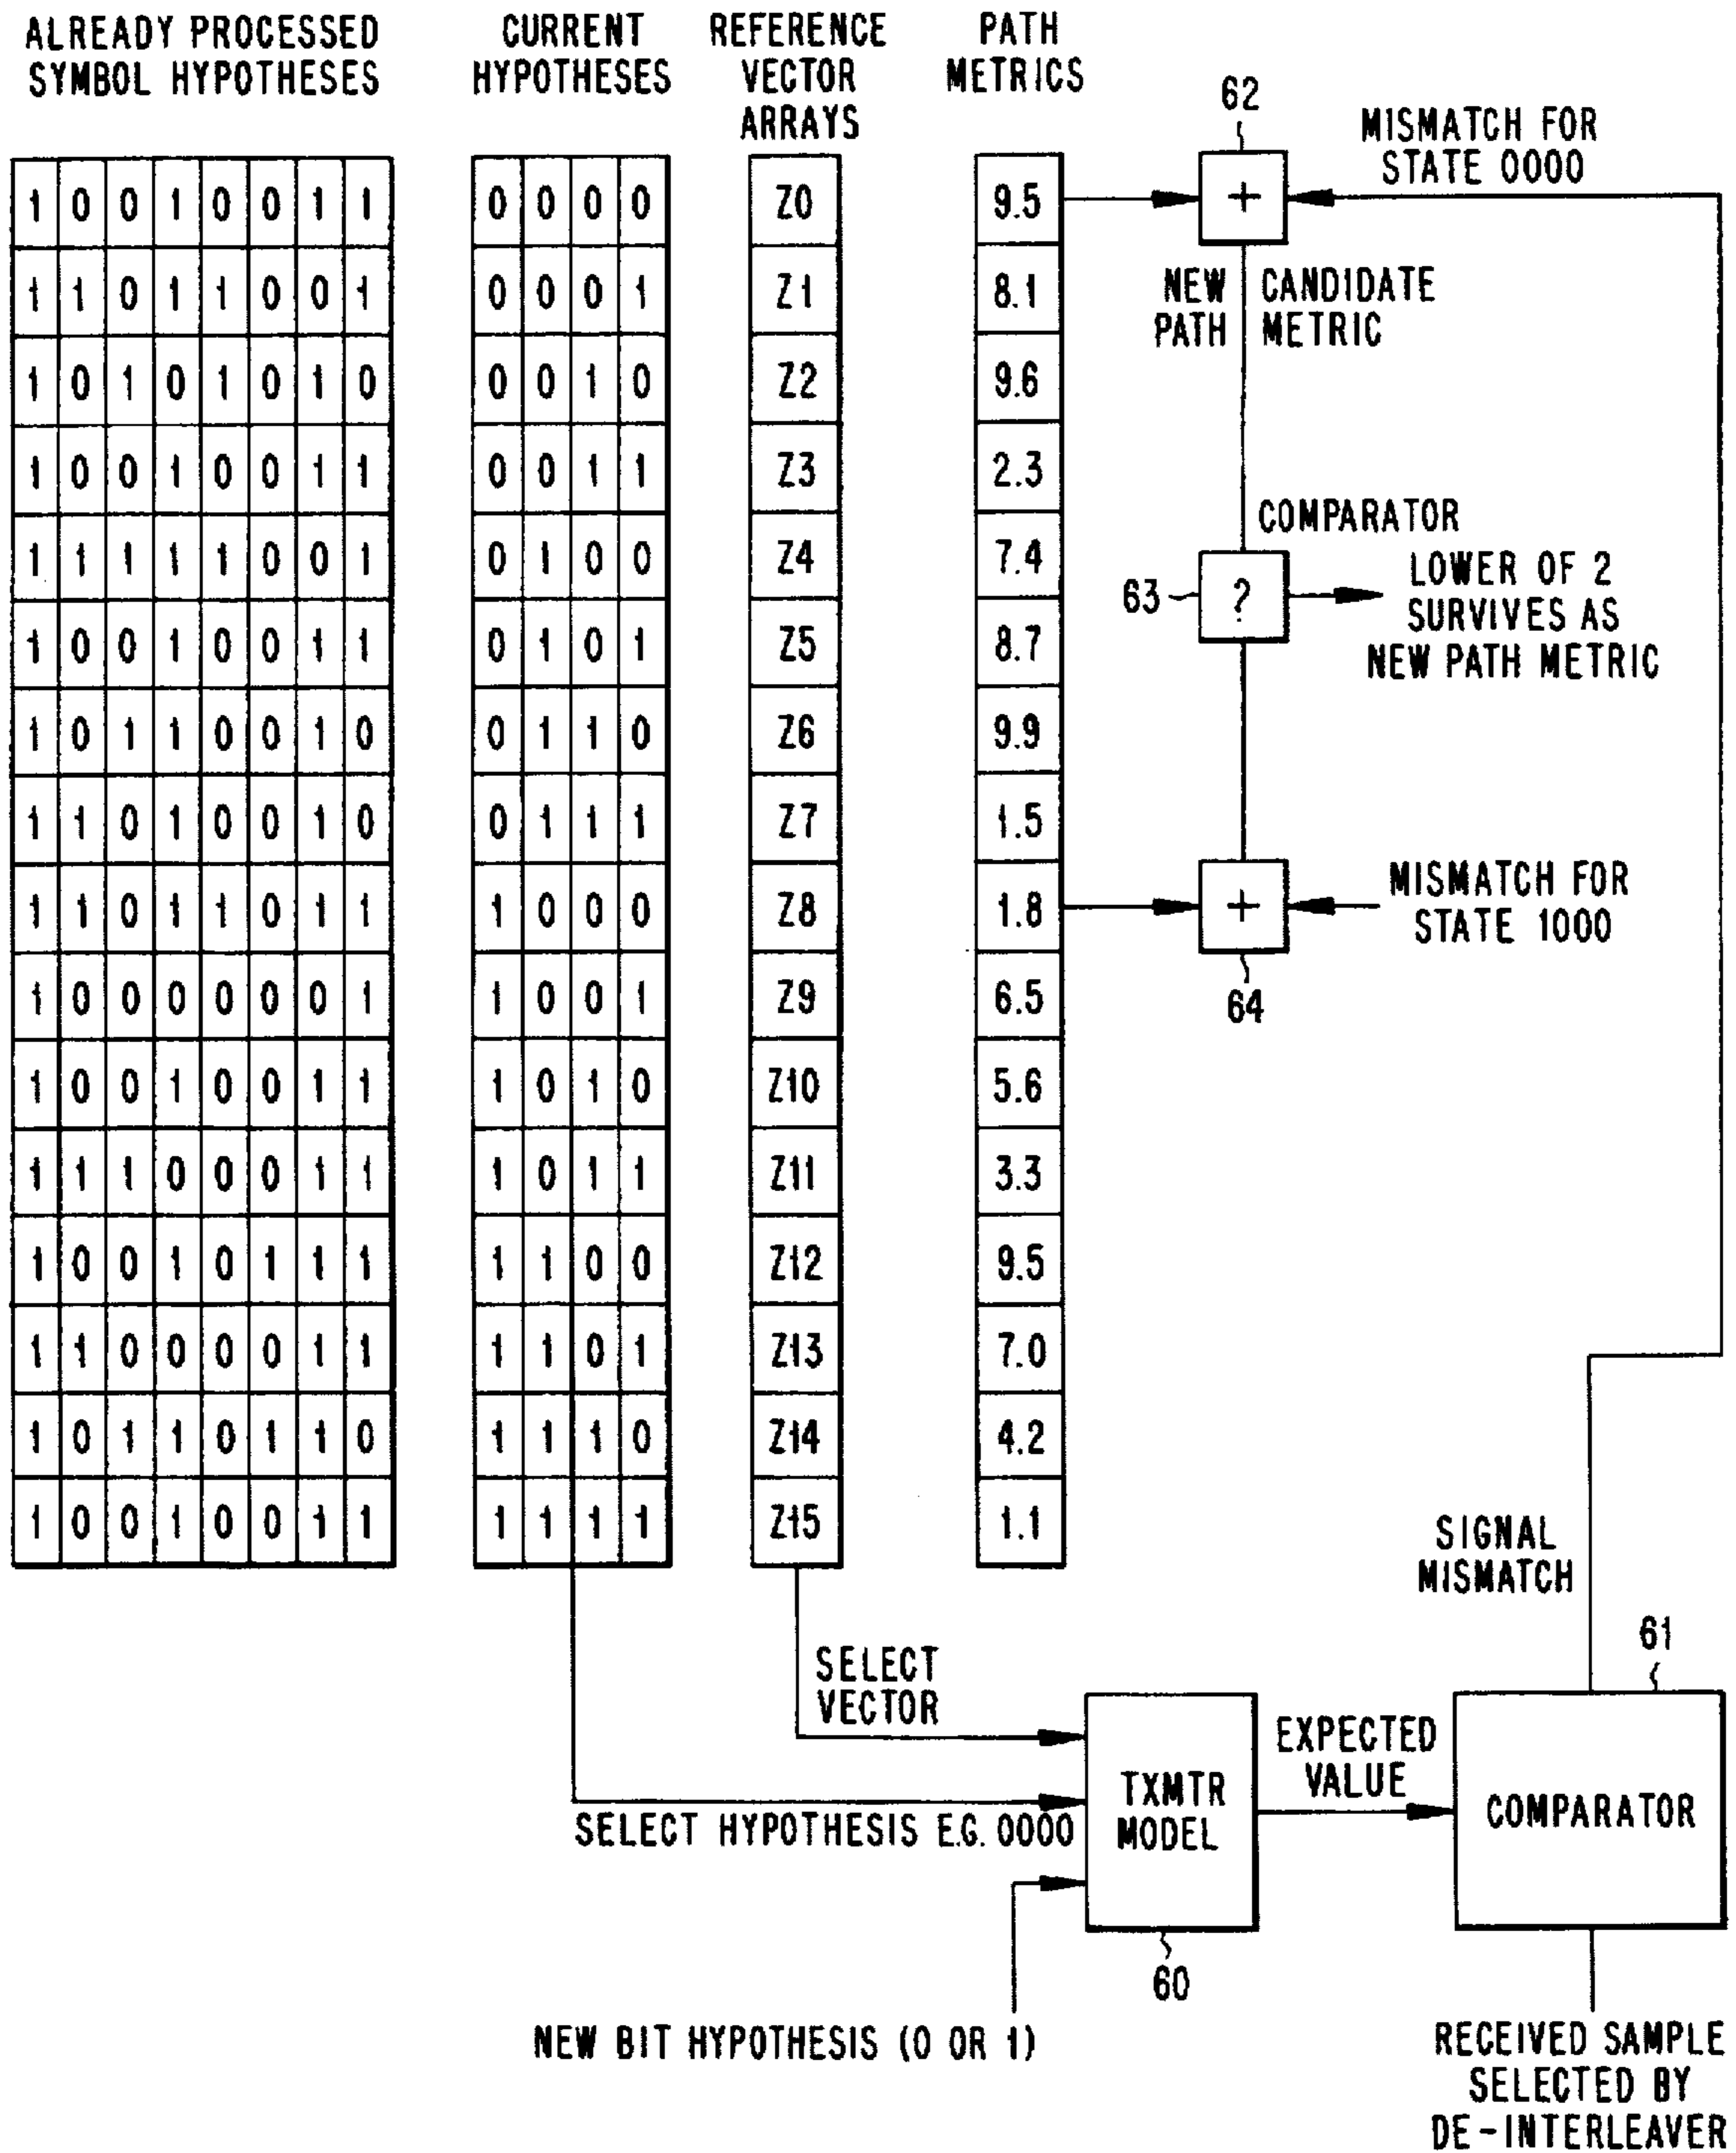 ALREADY PROCESSED
SYMBOL HYPOTHESES
CURRENT
HYPOTHESES
REFERENCE
VECTOR
ARRAYS
PATH
METRICS
1 0 0 1 0 0 1 1 0 0 0 0 Z0 9.5
1 1 0 1 1 0 0 1 0 0 0 1 Z1 8.1
1 0 1 0 1 0 1 0 0 0 1 0 Z2 9.6
1 0 0 1 0 0 1 1 0 0 1 1 Z3 2.3
1 1 1 1 1 0 0 1 0 1 0 0 Z4 7.4
1 0 0 1 0 0 1 1 0 1 0 1 Z5 8.7
1 0 1 1 0 0 1 0 0 1 1 0 Z6 9.9
1 1 0 1 0 0 1 0 0 1 1 1 Z7 1.5
1 1 0 1 1 0 1 1 1 0 0 0 Z8 1.8
1 0 0 0 0 0 0 1 1 0 0 1 Z9 6.5
1 0 0 1 0 0 1 1 1 0 1 0 Z10 5.6
1 1 1 0 0 0 1 1 1 0 1 1 Z11 3.3
1 0 0 1 0 1 1 1 1 1 0 0 Z12 9.5
1 1 0 0 0 0 1 1 1 1 0 1 Z13 7.0
1 0 1 1 0 1 1 0 1 1 1 0 Z14 4.2
1 0 0 1 0 0 1 1 1 1 1 1 Z15 1.1
62
MISMATCH FOR
STATE 0000
+
NEW CANDIDATE
PATH METRIC
COMPARATOR
63
?
LOWER OF 2
SURVIVES AS
NEW PATH METRIC
+
MISMATCH FOR
STATE 1000
64
SIGNAL
MISMATCH
61
SELECT
VECTOR
SELECT HYPOTHESIS E.G. 0000
TXMTR
MODEL
EXPECTED
VALUE
COMPARATOR
60
NEW BIT HYPOTHESIS (0 OR 1)
RECEIVED SAMPLE
SELECTED BY
DE-INTERLEAVER